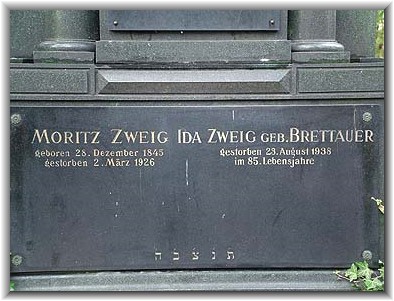 MORITZ ZWEIG
geboren 28. Dezember 1845
gestorben 2. März 1926
IDA ZWEIG GEB. BRETTAUER
gestorben 23. August 1938
im 85. Lebensjahre
תנצבה